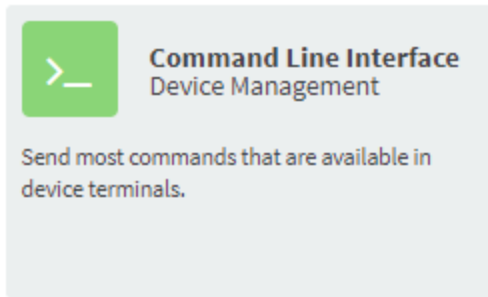 Command Line Interface
Device Management
Send most commands that are available in
device terminals.